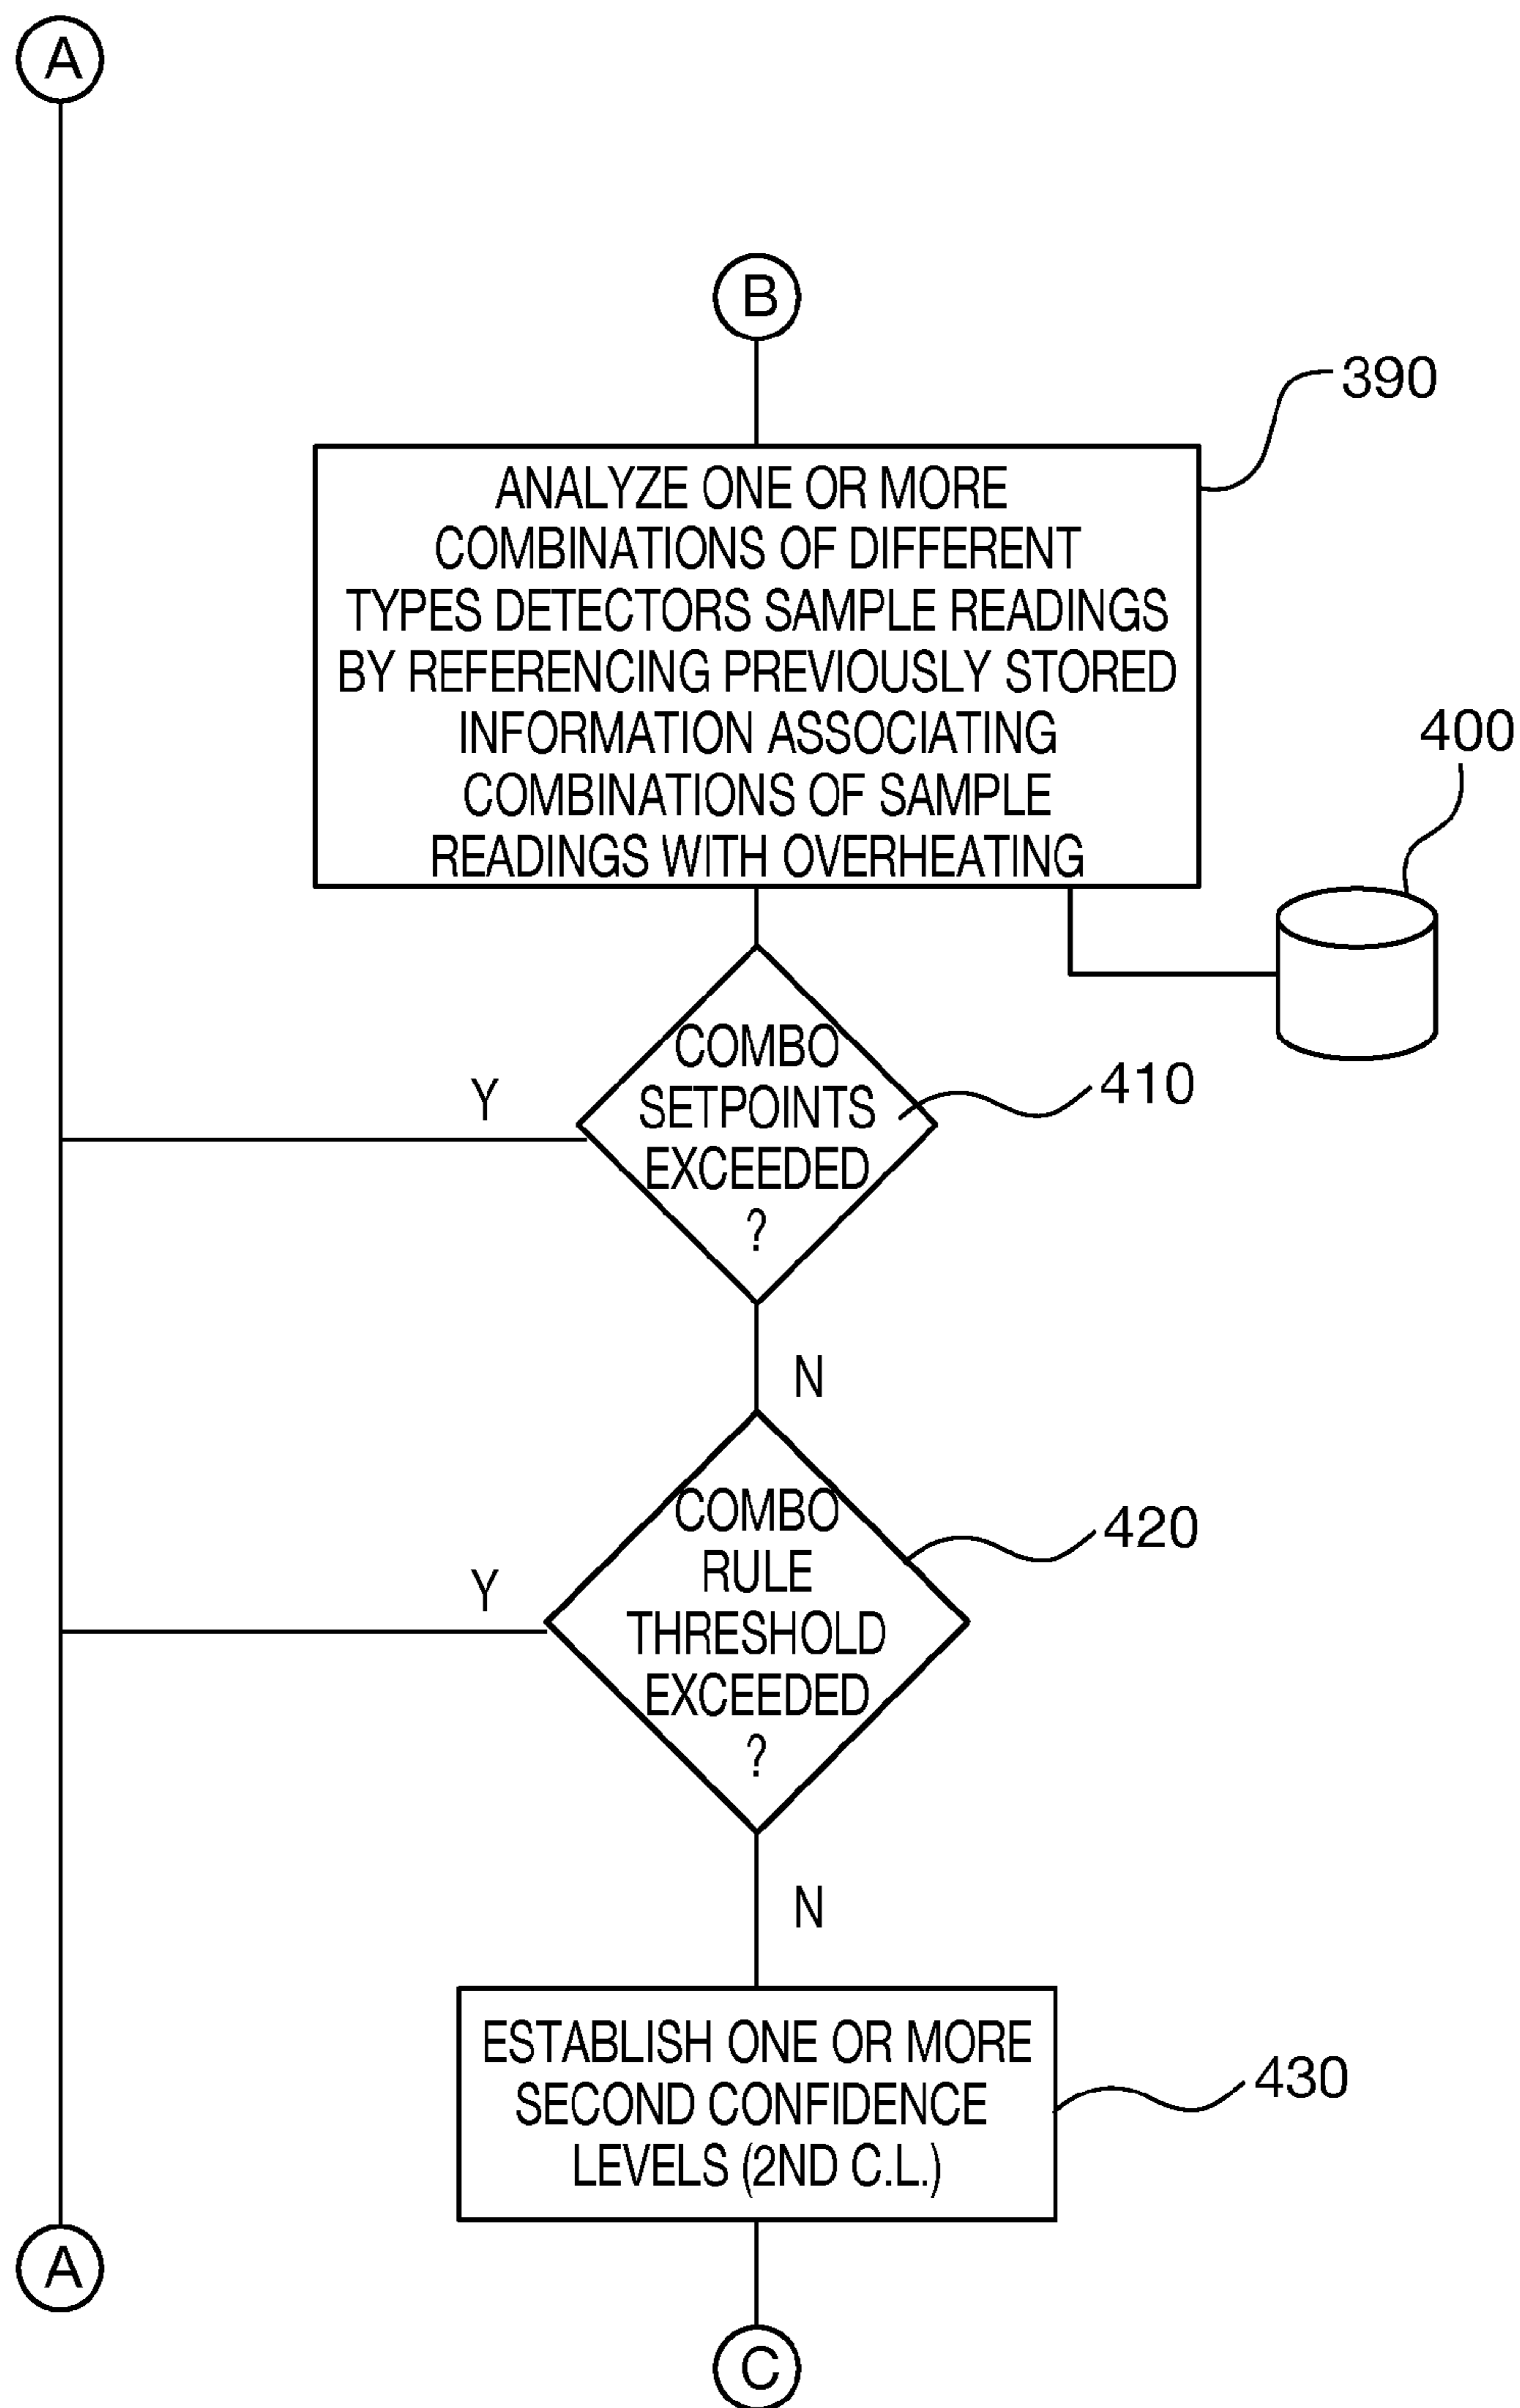 A
B
390
ANALYZE ONE OR MORE
COMBINATIONS OF DIFFERENT
TYPES DETECTORS SAMPLE READINGS
BY REFERENCING PREVIOUSLY STORED
INFORMATION ASSOCIATING
COMBINATIONS OF SAMPLE
READINGS WITH OVERHEATING
400
COMBO
SETPOINTS
EXCEEDED
?
410
Y
N
COMBO
RULE
THRESHOLD
EXCEEDED
?
420
Y
N
ESTABLISH ONE OR MORE
SECOND CONFIDENCE
LEVELS (2ND C.L.)
430
A
C